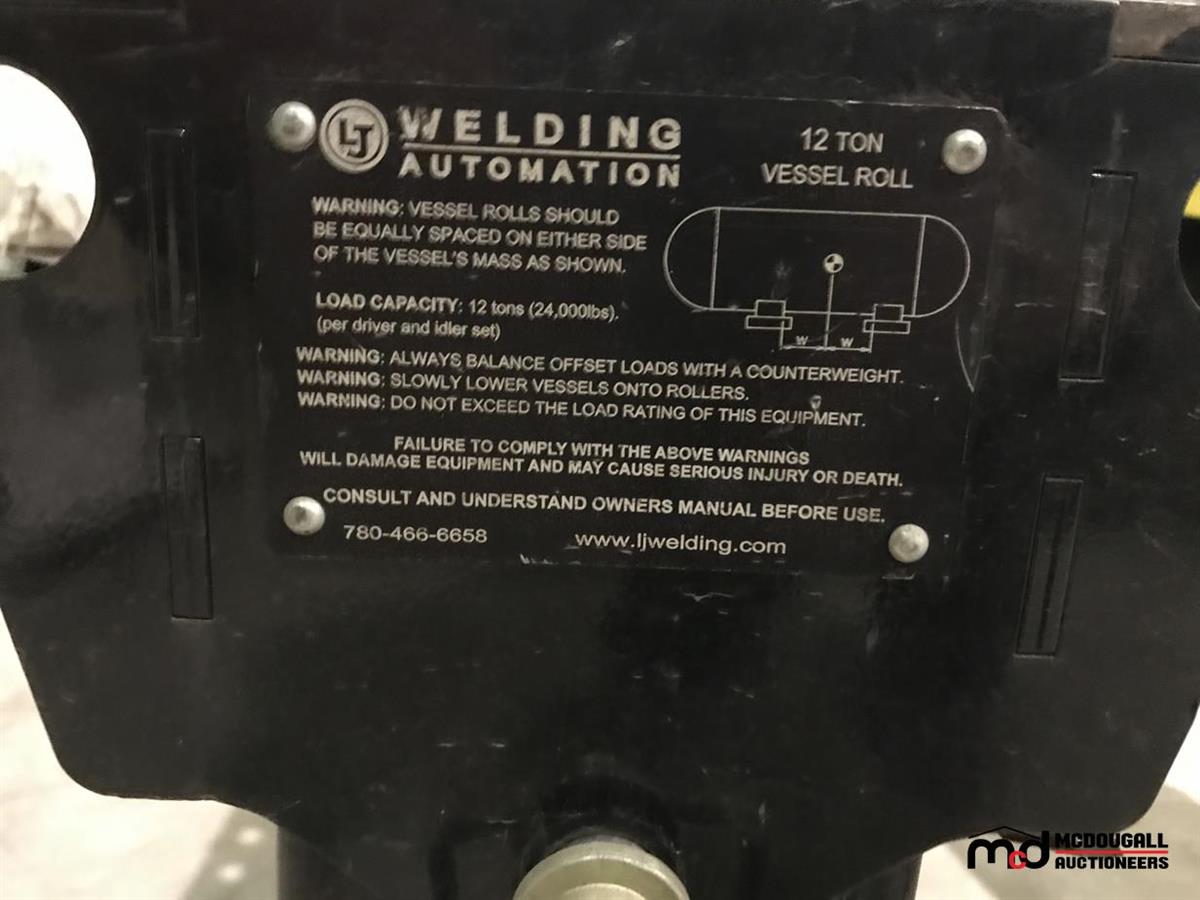 LJ WELDING
AUTOMATION
12 TON
VESSEL ROLL
WARNING: VESSEL ROLLS SHOULD
BE EQUALLY SPACED ON EITHER SIDE
OF THE VESSEL'S MASS AS SHOWN.
LOAD CAPACITY: 12 tons (24,000lbs).
(per driver and idler set)
W W
WARNING: ALWAYS BALANCE OFFSET LOADS WITH A COUNTERWEIGHT.
WARNING: SLOWLY LOWER VESSELS ONTO ROLLERS.
WARNING: DO NOT EXCEED THE LOAD RATING OF THIS EQUIPMENT.
FAILURE TO COMPLY WITH THE ABOVE WARNINGS
WILL DAMAGE EQUIPMENT AND MAY CAUSE SERIOUS INJURY OR DEATH.
CONSULT AND UNDERSTAND OWNERS MANUAL BEFORE USE.
780-466-6658 www.ljwelding.com
mcd MCDOUGALL
AUCTIONEERS